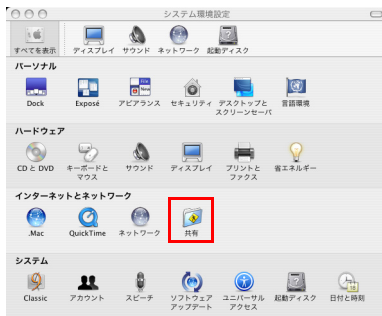 システム環境設定
すべてを表示 ディスプレイ サウンド ネットワーク 起動ディスク
パーソナル
Dock Exposé アピアランス セキュリティ デスクトップと 言語環境
スクリーンセーバ
ハードウェア
CD と DVD キーボードと サウンド ディスプレイ プリントと 省エネルギー
マウス ファクス
インターネットとネットワーク
.Mac QuickTime ネットワーク 共有
システム
Classic アカウント スピーチ ソフトウェア ユニバーサル 起動ディスク 日付と時刻
アップデート アクセス